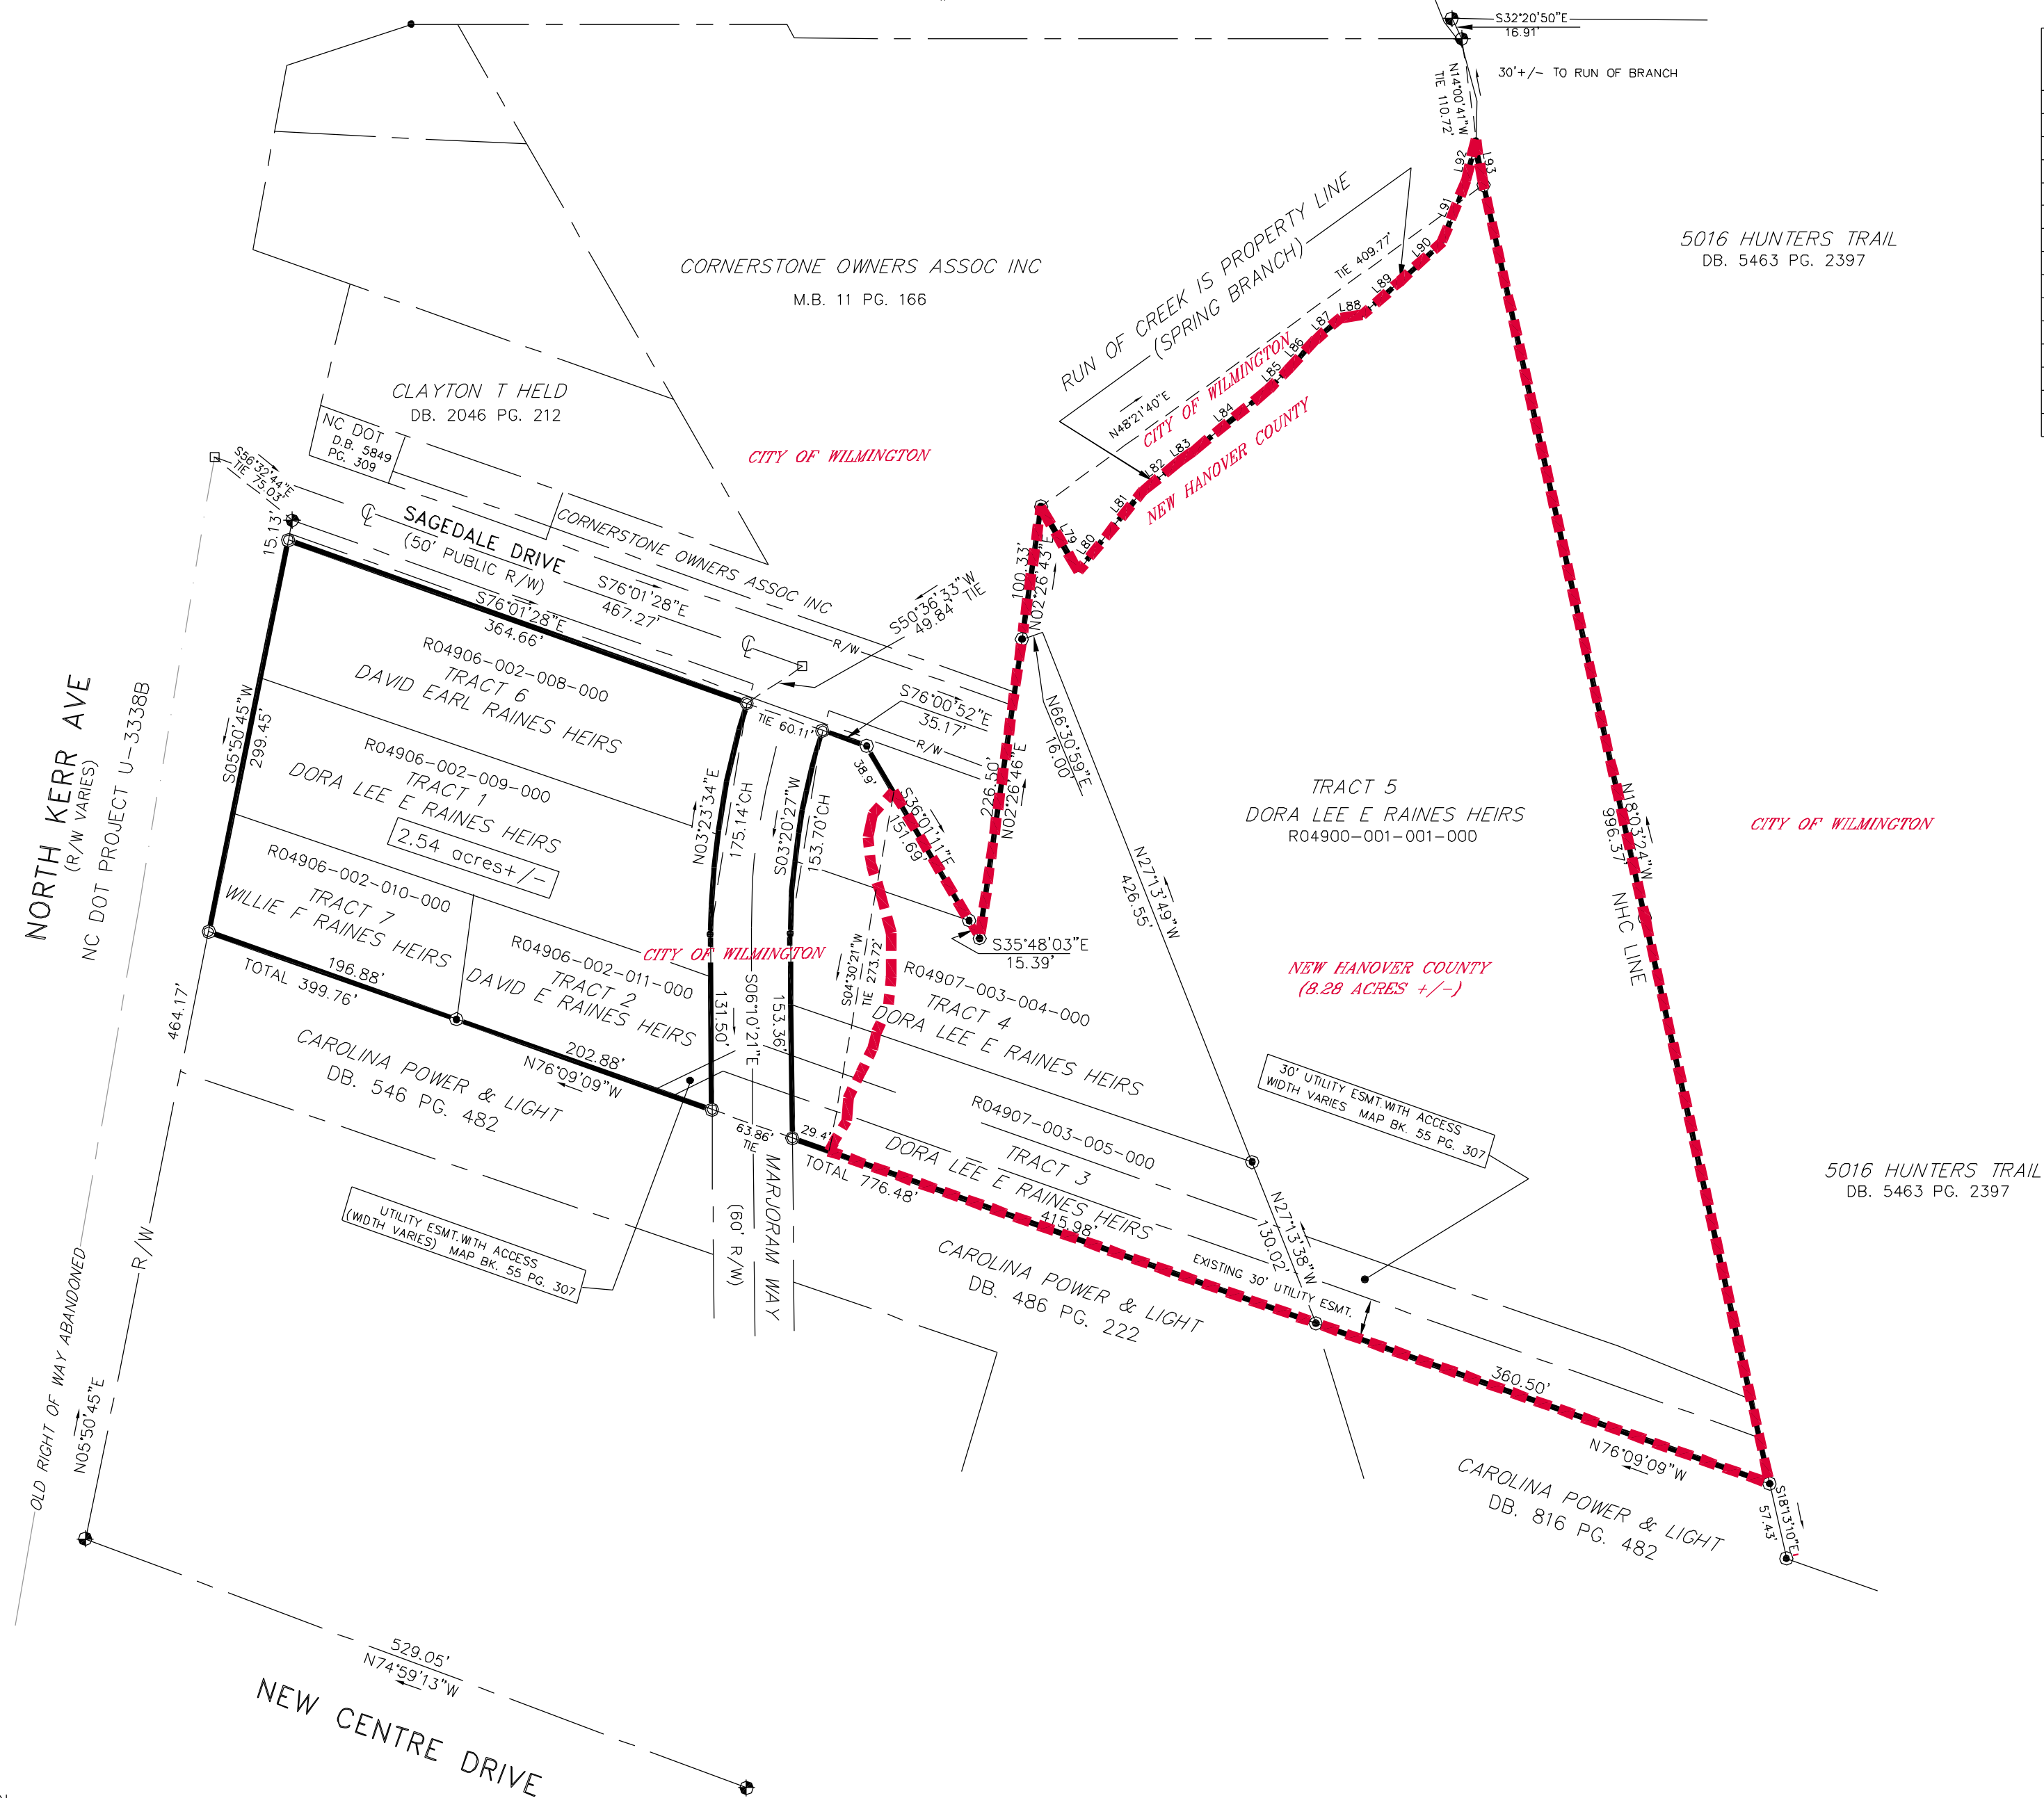 S32°20'50"E
16.91'
30'+/- TO RUN OF BRANCH
N14°00'41"W
TIE 110.72'
L92
L93
L91
L90
L89
L88
L87
L86
L85
L84
L83
L82
L81
L80
L79
TIE 409.77'
N48°21'40"E
RUN OF CREEK IS PROPERTY LINE
(SPRING BRANCH)
CITY OF WILMINGTON
NEW HANOVER COUNTY
5016 HUNTERS TRAIL
DB. 5463 PG. 2397
CORNERSTONE OWNERS ASSOC INC
M.B. 11 PG. 166
CLAYTON T HELD
DB. 2046 PG. 212
NC DOT
D.B. 5849
PG. 309
CITY OF WILMINGTON
S56°32'44"E
TIE 75.03'
15.13'
CL
SAGEDALE DRIVE
(50' PUBLIC R/W)
CORNERSTONE OWNERS ASSOC INC
S76°01'28"E
467.27'
CL
R/W
S76°01'28"E
364.66'
S50°36'33"W
49.84' TIE
100.33'
N02°26'43"E
N66°30'59"E
16.00'
S76°00'52"E
35.17'
R/W
TIE 60.11'
38.9'
S36°01'11"E
151.69'
226.50'
N02°26'46"E
NORTH KERR AVE
(R/W VARIES)
NC DOT PROJECT U-3338B
S05°50'45"W
299.45'
R04906-002-008-000
TRACT 6
DAVID EARL RAINES HEIRS
R04906-002-009-000
TRACT 1
DORA LEE E RAINES HEIRS
2.54 acres+/-
R04906-002-010-000
TRACT 7
WILLIE F RAINES HEIRS
R04906-002-011-000
TRACT 2
DAVID E RAINES HEIRS
CITY OF WILMINGTON
N03°23'34"E
175.14'CH
S03°20'27"W
153.70'CH
131.50'
S06°10'21"E
153.36'
S04°30'21"W
TIE 273.72'
S35°48'03"E
15.39'
TRACT 5
DORA LEE E RAINES HEIRS
R04900-001-001-000
N27°13'49"W
426.55'
N18°03'24"W
996.37'
NHC LINE
CITY OF WILMINGTON
NEW HANOVER COUNTY
(8.28 ACRES +/-)
R04907-003-004-000
TRACT 4
DORA LEE E RAINES HEIRS
R04907-003-005-000
TRACT 3
DORA LEE E RAINES HEIRS
196.88'
TOTAL 399.76'
202.88'
N76°09'09"W
464.17'
CAROLINA POWER & LIGHT
DB. 546 PG. 482
63.86'
TIE
29.4'
TOTAL 776.48'
415.98'
MARJORAM WAY
(60' R/W)
30' UTILITY ESMT.WITH ACCESS
WIDTH VARIES MAP BK. 55 PG. 307
N27°13'38"W
130.02'
EXISTING 30' UTILITY ESMT.
UTILITY ESMT.WITH ACCESS
(WIDTH VARIES) MAP BK. 55 PG. 307
CAROLINA POWER & LIGHT
DB. 486 PG. 222
5016 HUNTERS TRAIL
DB. 5463 PG. 2397
360.50'
N76°09'09"W
CAROLINA POWER & LIGHT
DB. 816 PG. 482
S18°13'10"E
57.43'
R/W
OLD RIGHT OF WAY ABANDONED
N05°50'45"E
529.05'
N74°59'13"W
NEW CENTRE DRIVE